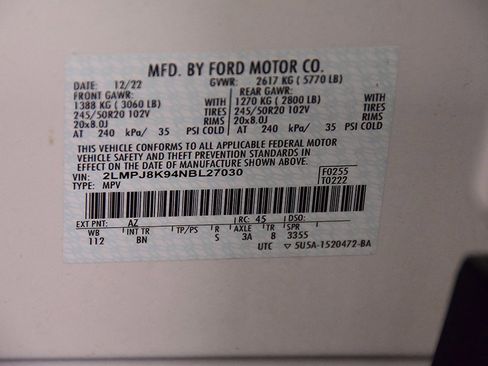 MFD. BY FORD MOTOR CO.
DATE: 12/22 GVWR: 2617 KG ( 5770 LB)
FRONT GAWR: REAR GAWR:
1388 KG ( 3060 LB) WITH 1270 KG ( 2800 LB) WITH
245/50R20 102V TIRES 245/50R20 102V TIRES
20x8.0J RIMS 20x8.0J RIMS
AT 240 kPa/ 35 PSI COLD AT 240 kPa/ 35 PSI COLD
THIS VEHICLE CONFORMS TO ALL APPLICABLE FEDERAL MOTOR
VEHICLE SAFETY AND THEFT PREVENTION STANDARDS IN
EFFECT ON THE DATE OF MANUFACTURE SHOWN ABOVE.
VIN: 2LMPJ8K94NBL27030 F0255
TYPE: MPV T0222
EXT PNT: AZ RC: 45 DSO:
WB INT TR TP/PS R AXLE TR SPR
112 BN S 3A 8 3355
UTC ▽ 5U5A-1520472-BA